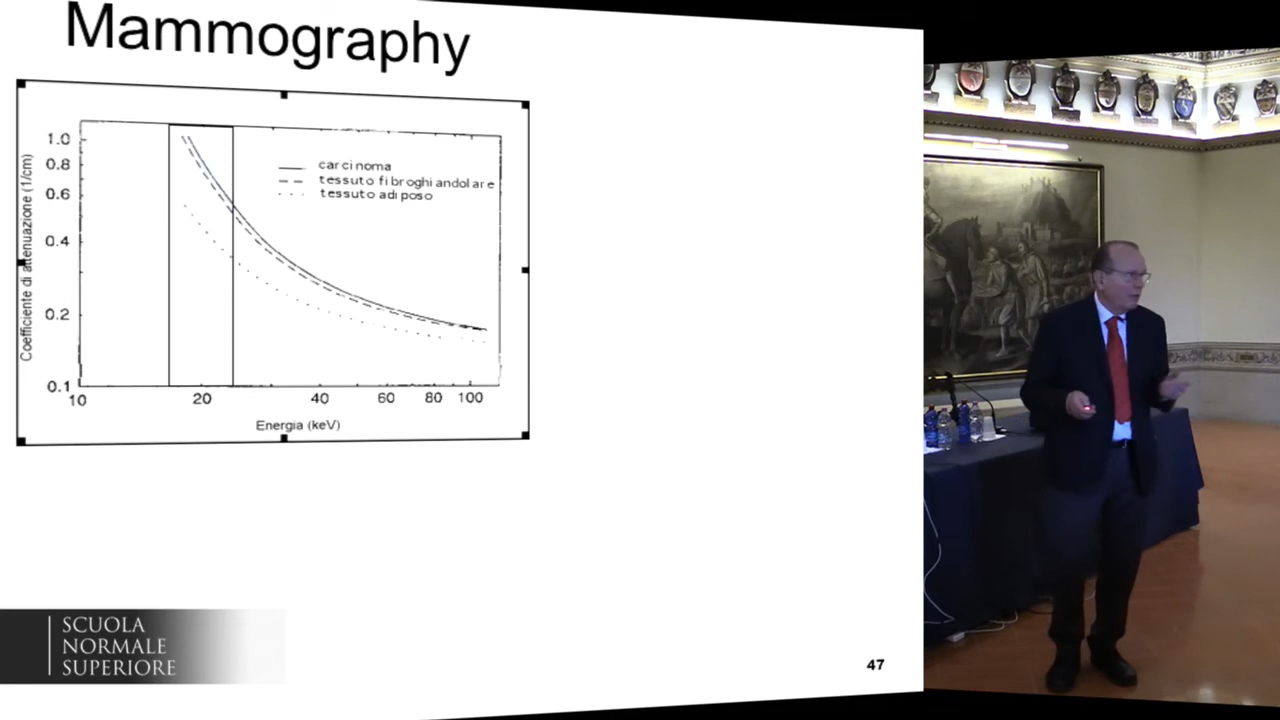 Mammography
Coefficiente di attenuazione (1/cm)
1.0
0.8
0.6
0.4
0.2
0.1
carcinoma
tessuto fibroghiandolare
tessuto adiposo
10
20
40
60
80
100
Energia (keV)
SCUOLA
NORMALE
SUPERIORE
47